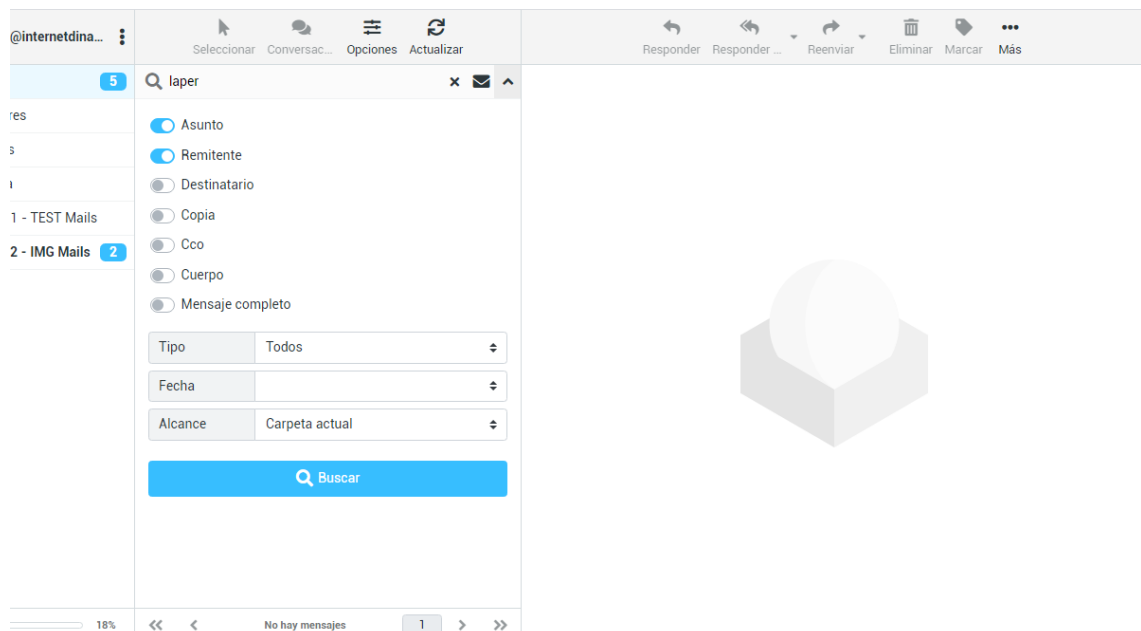 @internetdina...
Seleccionar Conversac... Opciones Actualizar
Responder Responder ... Reenviar Eliminar Marcar Más
5
res
s
a
1 - TEST Mails
2 - IMG Mails 2
18%
laper
Asunto
Remitente
Destinatario
Copia
Cco
Cuerpo
Mensaje completo
Tipo Todos
Fecha
Alcance Carpeta actual
Buscar
No hay mensajes 1